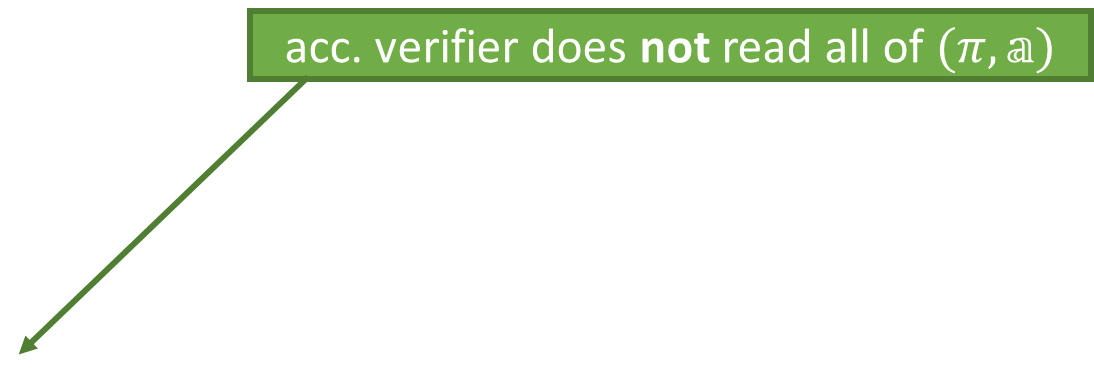 acc. verifier does not read all of (𝜋, 𝕒)